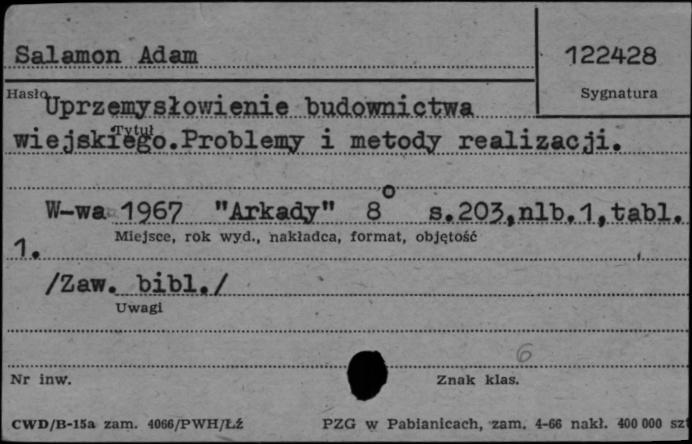 Salamon Adam
122428
Hasło
Sygnatura
Uprzemysłowienie budownictwa
Tytuł
wiejskiego.Problemy i metody realizacji.
W-wa 1967 "Arkady" 8° s.203,nlb.1,tabl.
Miejsce, rok wyd., nakładca, format, objętość
1.
/Zaw. bibl./
Uwagi
6
Nr inw.
Znak klas.
CWD/B-15a zam. 4066/PWH/Łź
PZG w Pabianicach, zam. 4-66 nakł. 400 000 szt